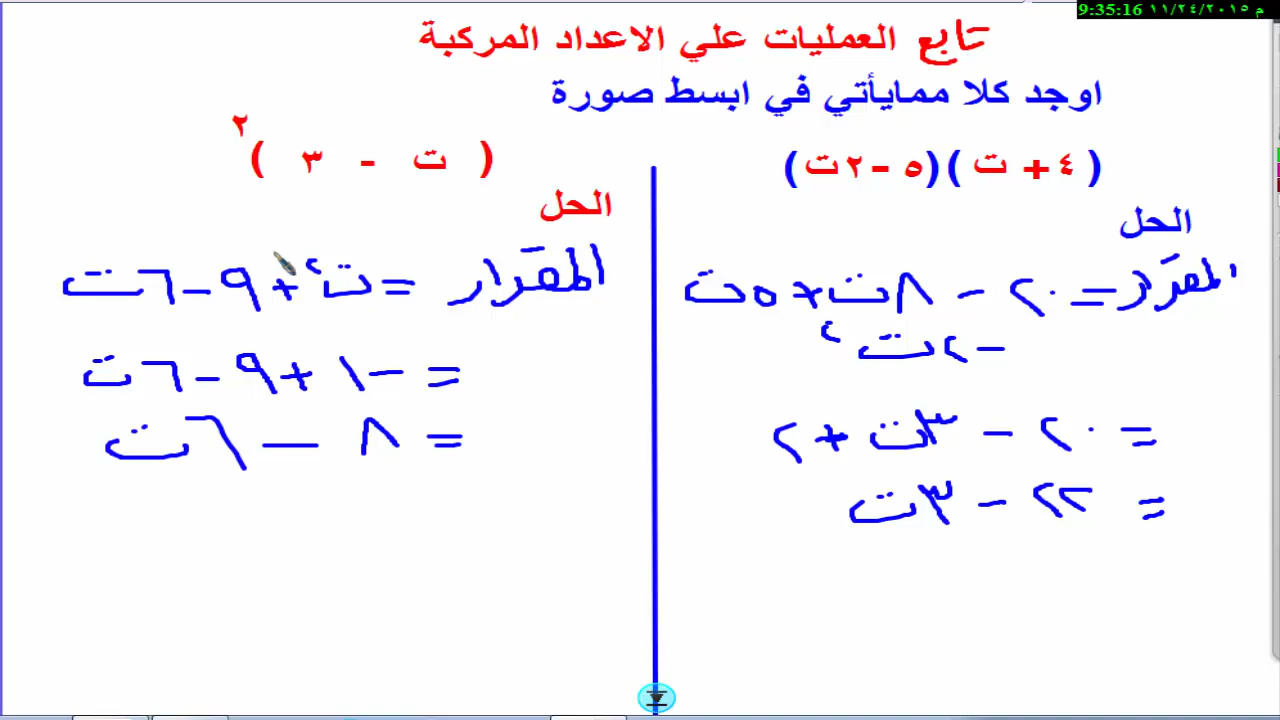 9:35:16 م ١١/٢٤/٢٠١٥
تابع العمليات علي الاعداد المركبة
اوجد كلا ممايأتي في ابسط صورة
(٤ + ت)(٥ - ٢ت)
الحل
المقدار = ٢٠ - ٨ت + ٥ت
- ٢ت٢
= ٢٠ - ٣ت + ٢
= ٢٢ - ٣ت
(ت - ٣)٢
الحل
المقدار = ت٢ + ٩ - ٦ت
= -١ + ٩ - ٦ت
= ٨ - ٦ت